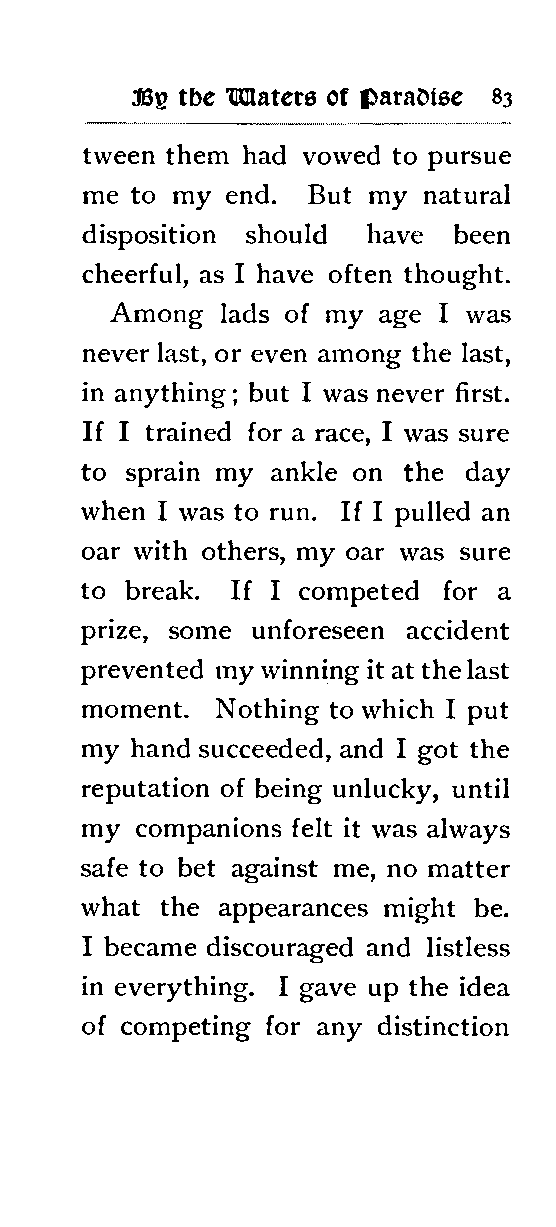 By the Waters of Paradise 83
tween them had vowed to pursue
me to my end. But my natural
disposition should have been
cheerful, as I have often thought.
Among lads of my age I was
never last, or even among the last,
in anything; but I was never first.
If I trained for a race, I was sure
to sprain my ankle on the day
when I was to run. If I pulled an
oar with others, my oar was sure
to break. If I competed for a
prize, some unforeseen accident
prevented my winning it at the last
moment. Nothing to which I put
my hand succeeded, and I got the
reputation of being unlucky, until
my companions felt it was always
safe to bet against me, no matter
what the appearances might be.
I became discouraged and listless
in everything. I gave up the idea
of competing for any distinction